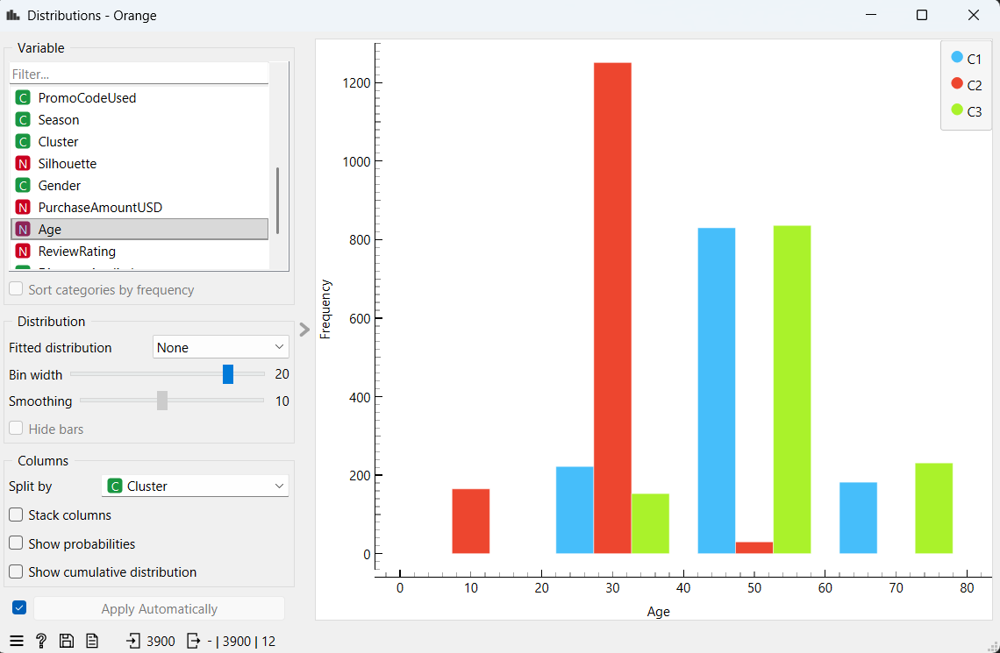 Distributions - Orange
Variable
Filter...
C PromoCodeUsed
C Season
C Cluster
N Silhouette
C Gender
N PurchaseAmountUSD
N Age
N ReviewRating
Sort categories by frequency
Distribution
Fitted distribution None
Bin width 20
Smoothing 10
Hide bars
Columns
Split by C Cluster
Stack columns
Show probabilities
Show cumulative distribution
Apply Automatically
? 3900 - | 3900 | 12
Frequency
1200
1000
800
600
400
200
0
0 10 20 30 40 50 60 70 80
Age
C1
C2
C3